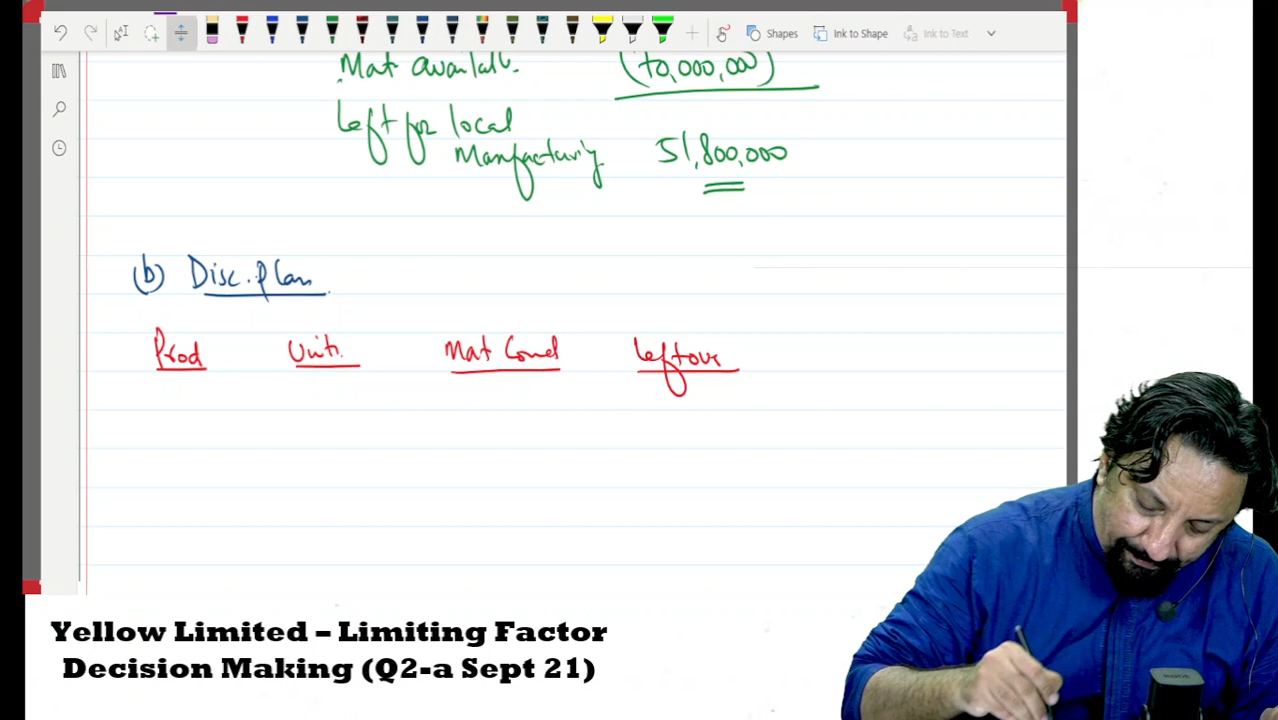 Shapes Ink to Shape Ink to Text
Mat available (70,000,000)
Left for local
Manfacturing 51,800,000
(b) Disc. plan
Prod Units Mat Consd leftover
Yellow Limited – Limiting Factor
Decision Making (Q2-a Sept 21)